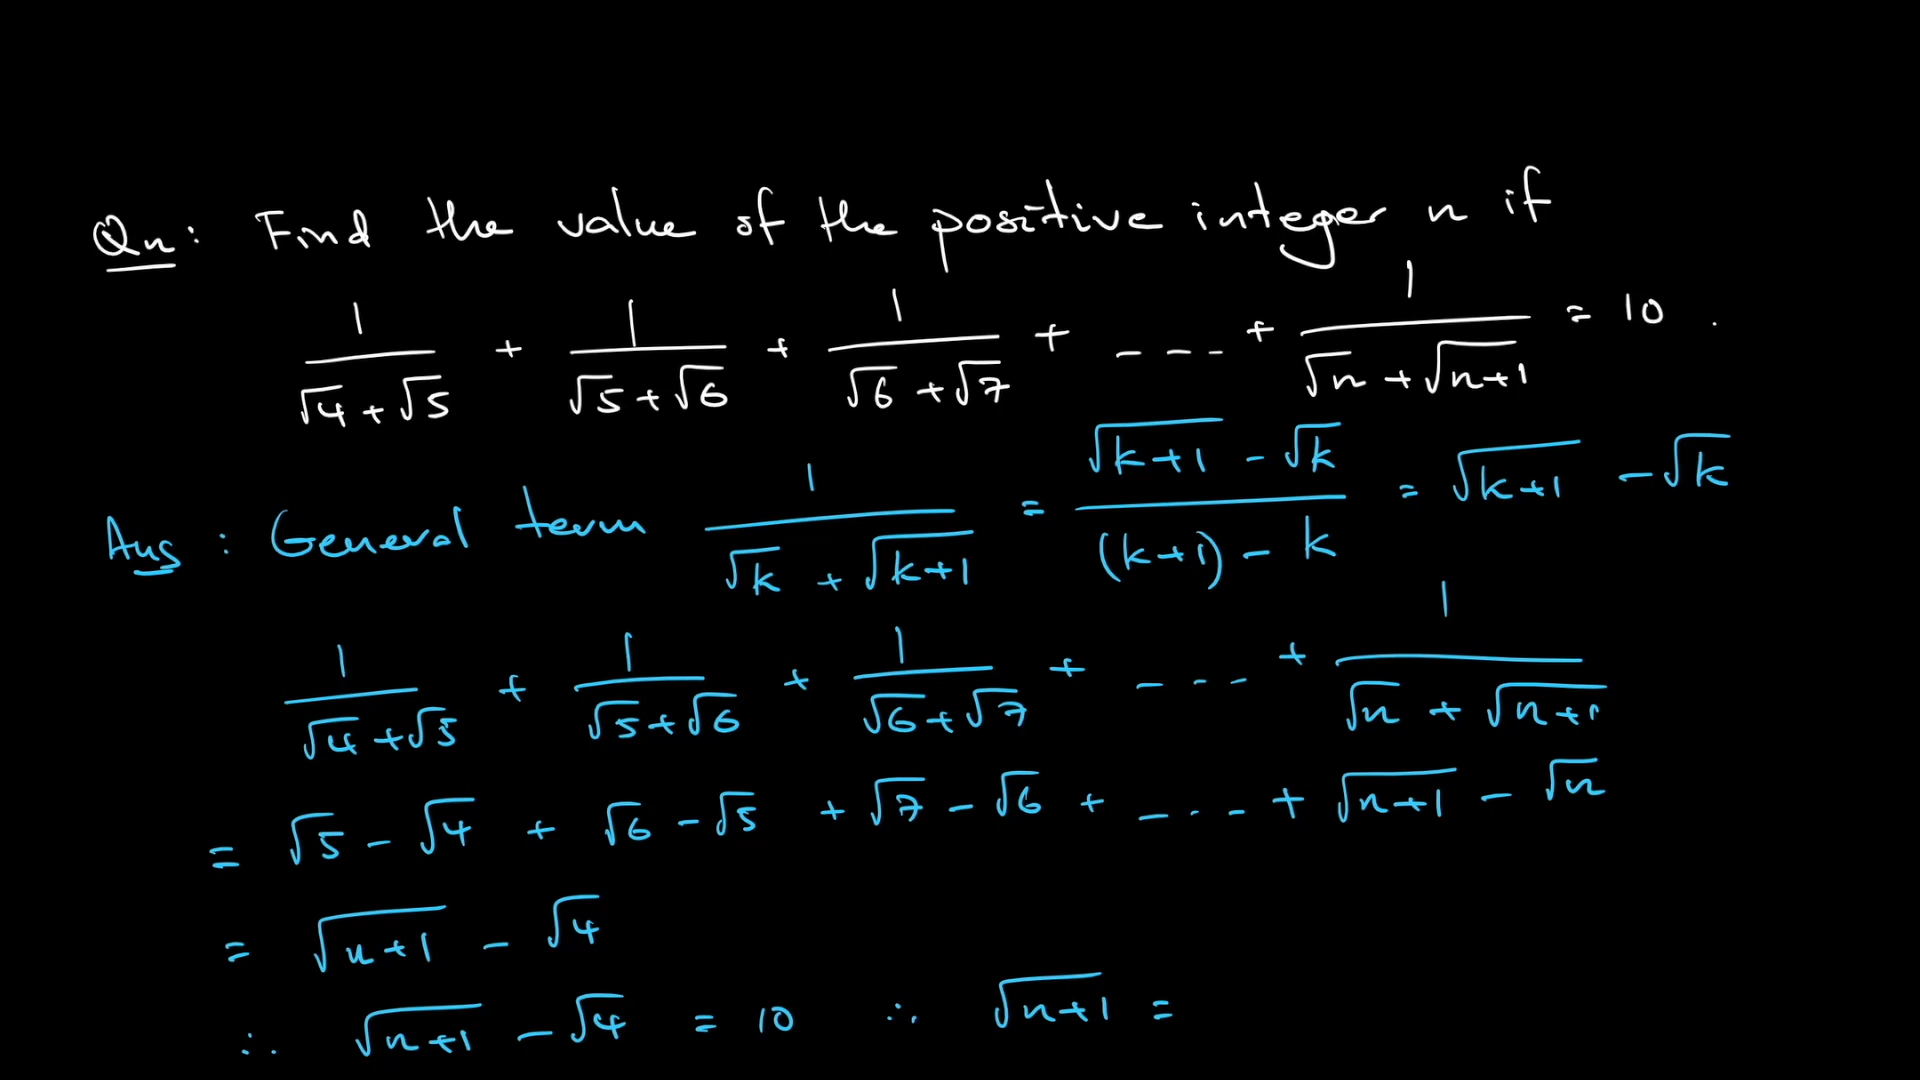 Qn: Find the value of the positive integer n if
1/(√4+√5) + 1/(√5+√6) + 1/(√6+√7) + ---- + 1/(√n+√(n+1)) = 10.
Ans: General term 1/(√k + √(k+1)) = (√(k+1) - √k)/((k+1) - k) = √(k+1) - √k
1/(√4+√5) + 1/(√5+√6) + 1/(√6+√7) + ---- + 1/(√n + √(n+1))
= √5 - √4 + √6 - √5 + √7 - √6 + ---- + √(n+1) - √n
= √(n+1) - √4
∴ √(n+1) - √4 = 10 ∴ √(n+1) =